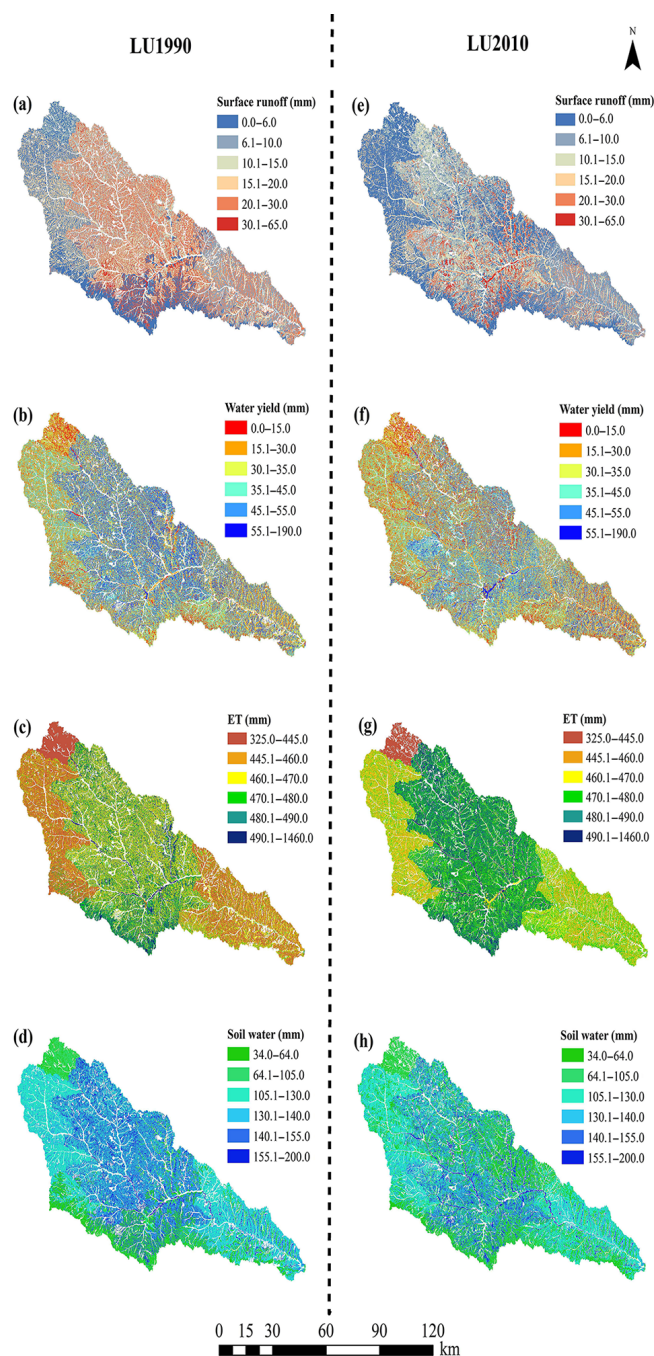 LU1990
LU2010
N
(a)
Surface runoff (mm)
0.0–6.0
6.1–10.0
10.1–15.0
15.1–20.0
20.1–30.0
30.1–65.0
(e)
Surface runoff (mm)
0.0–6.0
6.1–10.0
10.1–15.0
15.1–20.0
20.1–30.0
30.1–65.0
(b)
Water yield (mm)
0.0–15.0
15.1–30.0
30.1–35.0
35.1–45.0
45.1–55.0
55.1–190.0
(f)
Water yield (mm)
0.0–15.0
15.1–30.0
30.1–35.0
35.1–45.0
45.1–55.0
55.1–190.0
(c)
ET (mm)
325.0–445.0
445.1–460.0
460.1–470.0
470.1–480.0
480.1–490.0
490.1–1460.0
(g)
ET (mm)
325.0–445.0
445.1–460.0
460.1–470.0
470.1–480.0
480.1–490.0
490.1–1460.0
(d)
Soil water (mm)
34.0–64.0
64.1–105.0
105.1–130.0
130.1–140.0
140.1–155.0
155.1–200.0
(h)
Soil water (mm)
34.0–64.0
64.1–105.0
105.1–130.0
130.1–140.0
140.1–155.0
155.1–200.0
0 15 30 60 90 120
km